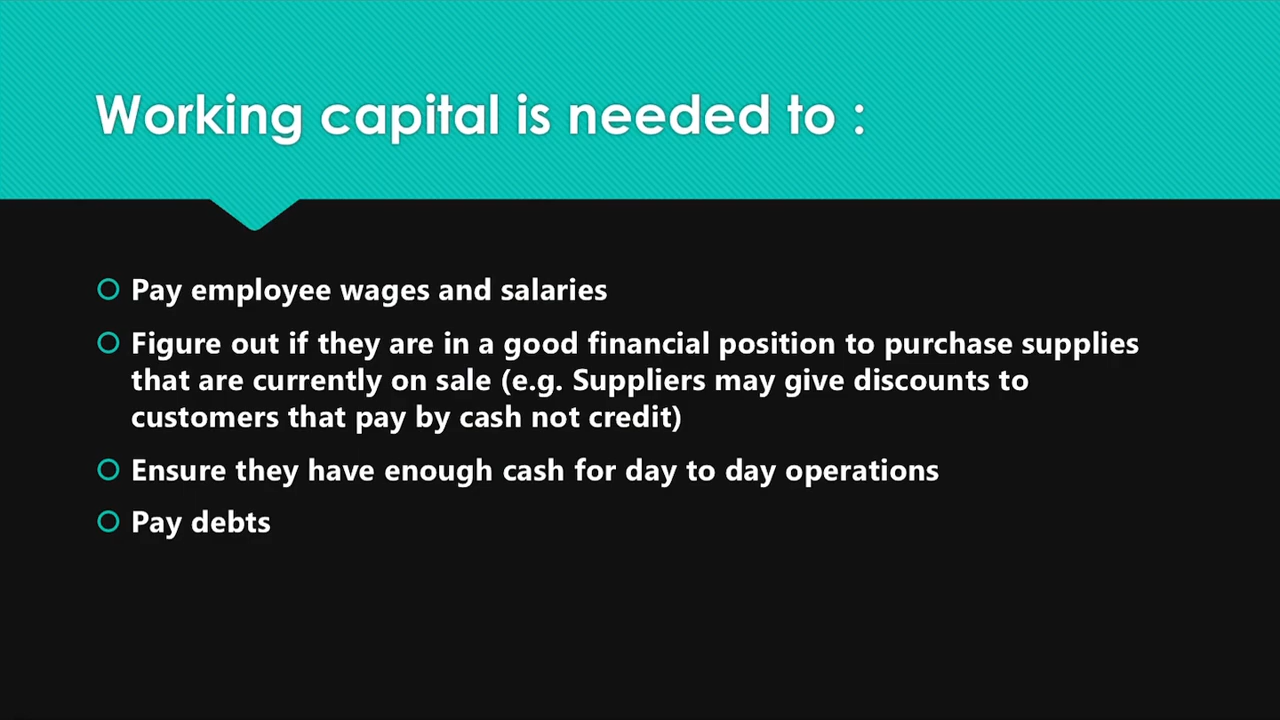 Working capital is needed to :
Pay employee wages and salaries
Figure out if they are in a good financial position to purchase supplies
that are currently on sale (e.g. Suppliers may give discounts to
customers that pay by cash not credit)
Ensure they have enough cash for day to day operations
Pay debts